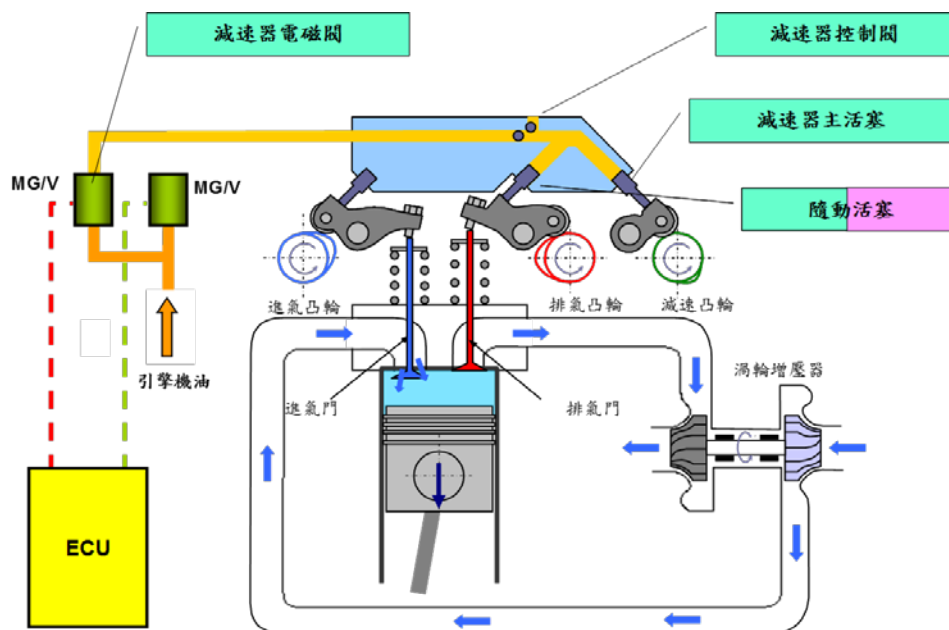 減速器電磁閥
減速器控制閥
減速器主活塞
MG/V
MG/V
隨動活塞
進氣凸輪
排氣凸輪
減速凸輪
引擎機油
進氣門
排氣門
渦輪增壓器
ECU